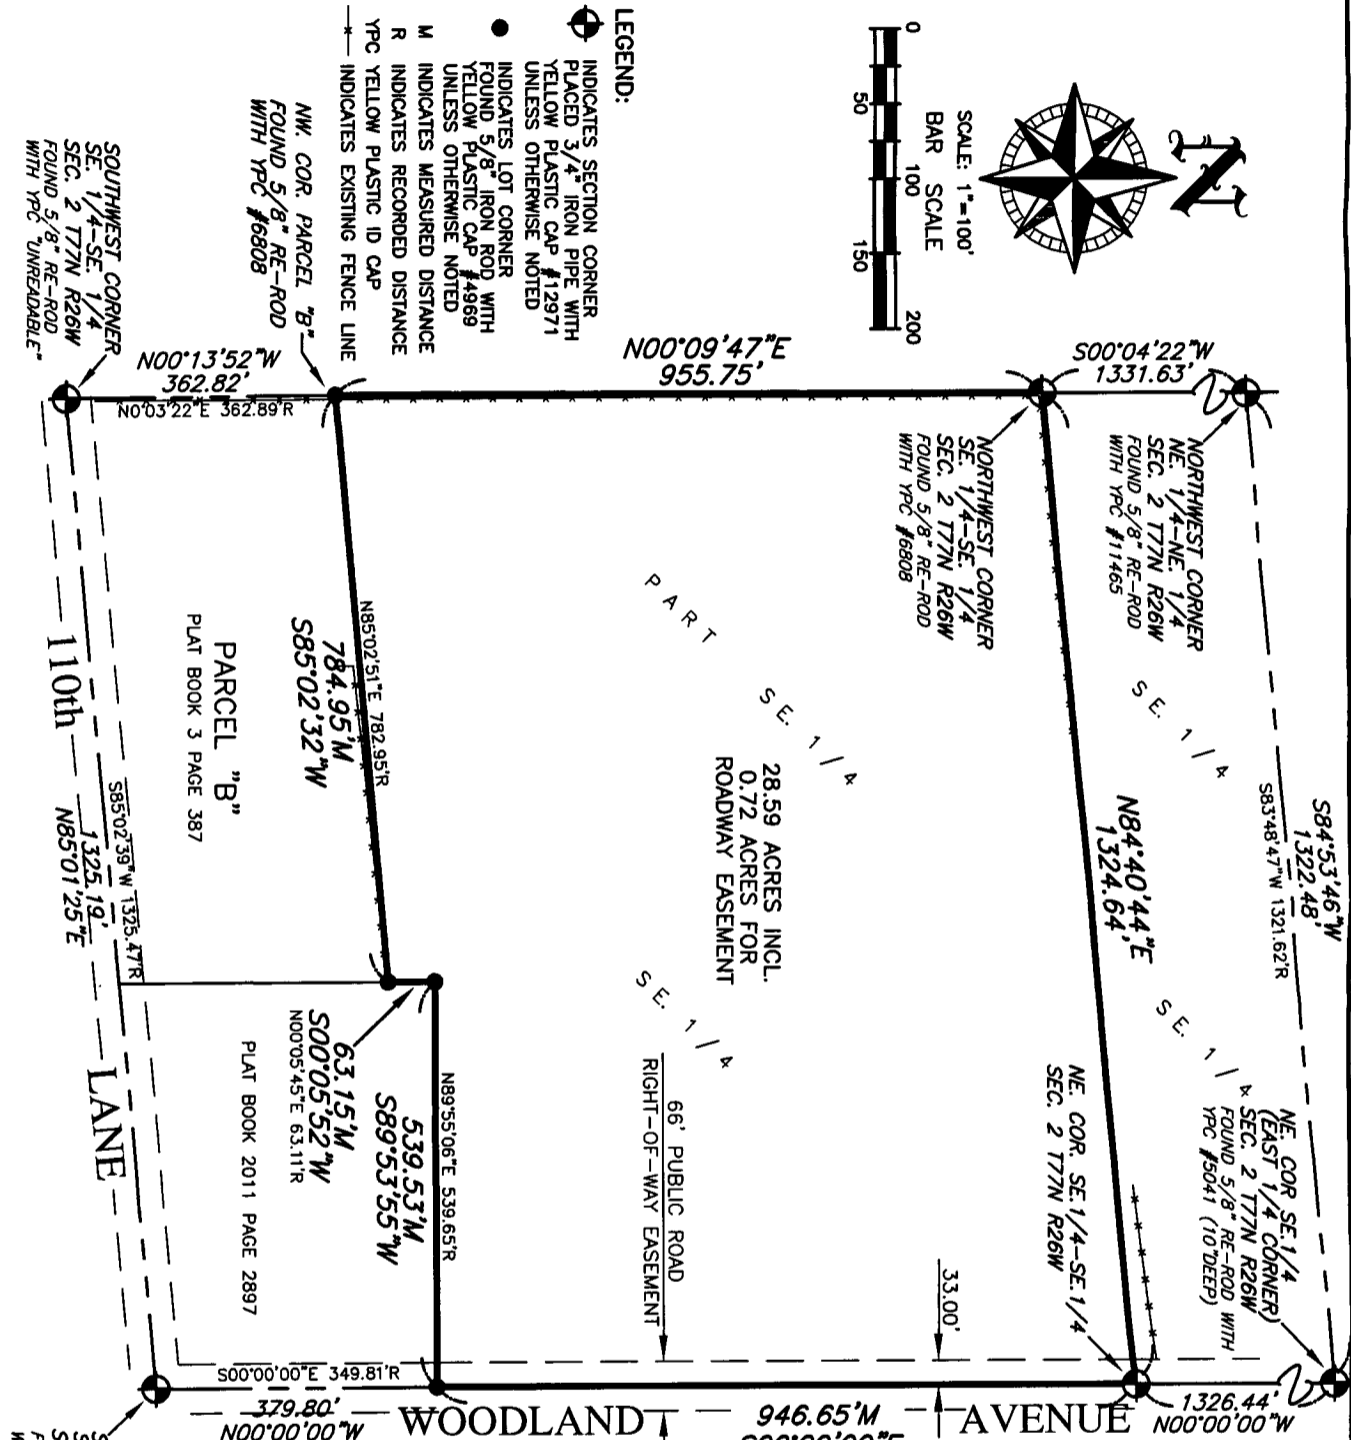 N
SCALE: 1"=100'
BAR SCALE
0
50
100
150
200
LEGEND:
INDICATES SECTION CORNER
PLACED 3/4" IRON PIPE WITH
YELLOW PLASTIC CAP #12971
UNLESS OTHERWISE NOTED
INDICATES LOT CORNER
FOUND 5/8" IRON ROD WITH
YELLOW PLASTIC CAP #4969
UNLESS OTHERWISE NOTED
M INDICATES MEASURED DISTANCE
R INDICATES RECORDED DISTANCE
YPC YELLOW PLASTIC ID CAP
INDICATES EXISTING FENCE LINE
NW. COR. PARCEL "B"
FOUND 5/8" RE-ROD
WITH YPC #6808
SOUTHWEST CORNER
SE. 1/4-SE. 1/4
SEC. 2 T77N R26W
FOUND 5/8" RE-ROD
WITH YPC "UNREADABLE"
N00°13'52"W
362.82'
N0°03'22"E 362.89'R
N00°09'47"E
955.75'
S00°04'22"W
1331.63'
NORTHWEST CORNER
NE. 1/4-NE. 1/4
SEC. 2 T77N R26W
FOUND 5/8" RE-ROD
WITH YPC #11465
NORTHWEST CORNER
SE. 1/4-SE. 1/4
SEC. 2 T77N R26W
FOUND 5/8" RE-ROD
WITH YPC #6808
S84°53'46"W
1322.48'
S83°48'47"W 1321.62'R
N84°40'44"E
1324.64'
SE. 1/4
SE. 1/4
PART
SE. 1/4
SE. 1/4
28.59 ACRES INCL.
0.72 ACRES FOR
ROADWAY EASEMENT
N85°02'51"E 782.95'R
784.95'M
S85°02'32"W
PARCEL "B"
PLAT BOOK 3 PAGE 387
S85°02'39"W 1325.47'R
1325.19'
N85°01'25"E
110th LANE
63.15'M
S00°05'52"W
N00°05'45"E 63.11'R
N89°55'06"E 539.65'R
539.53'M
S89°53'55"W
PLAT BOOK 2011 PAGE 2897
66' PUBLIC ROAD
RIGHT-OF-WAY EASEMENT
33.00'
NE. COR. SE.1/4-SE.1/4
SEC. 2 T77N R26W
NE. COR SE.1/4
(EAST 1/4 CORNER)
SEC. 2 T77N R26W
FOUND 5/8" RE-ROD WITH
YPC #5041 (10"DEEP)
S00°00'00"E 349.81'R
379.80'
N00°00'00"W
WOODLAND AVENUE
946.65'M
1326.44'
N00°00'00"W